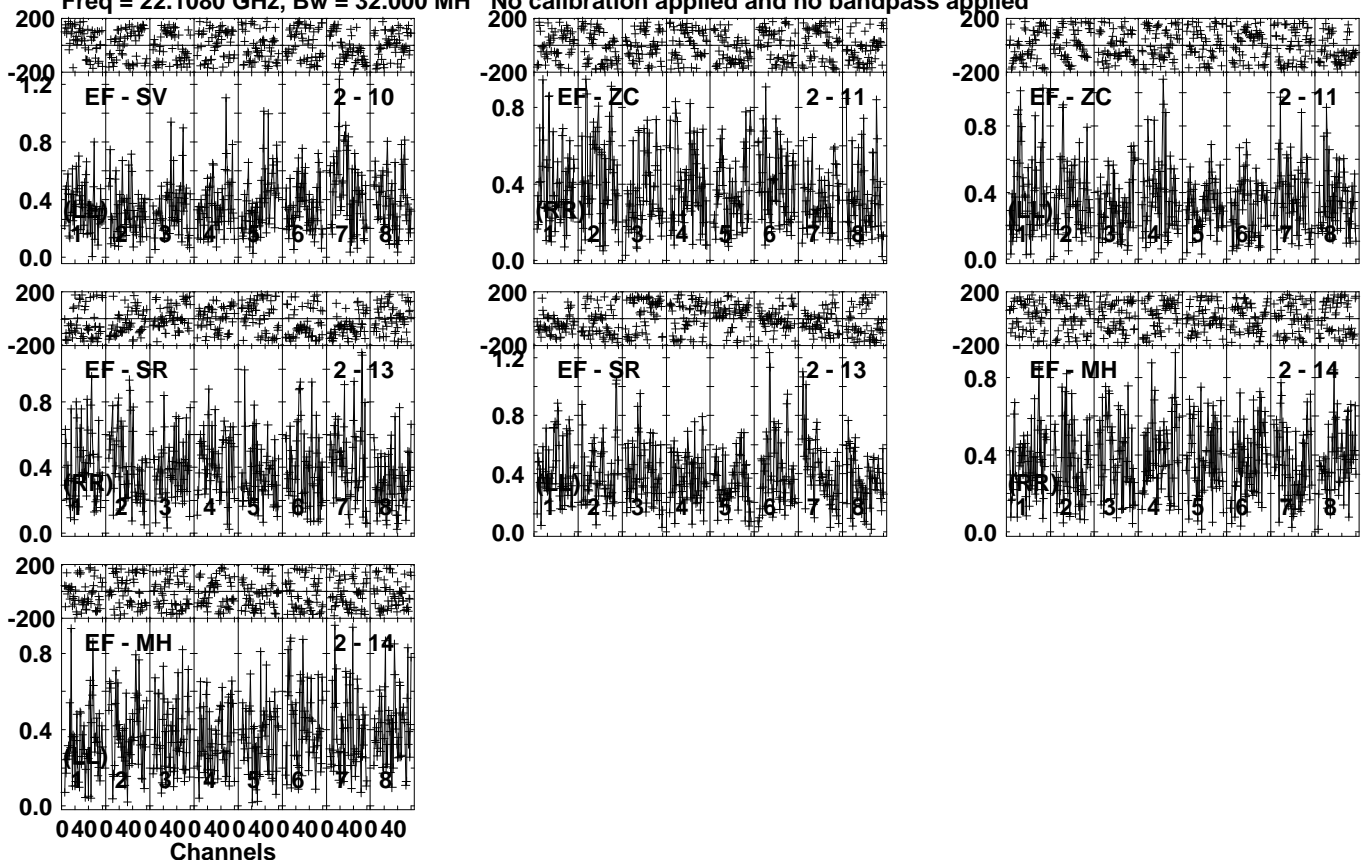 Freq = 22.1080 GHz, Bw = 32.000 MH No calibration applied and no bandpass applied
200 200 200
-200 -200 -200
1.2 EF - SV 2 - 10 EF - ZC 2 - 11 EF - ZC 2 - 11
0.8 0.8 0.8
0.4 0.4 0.4
(LL) (RR) (LL)
1 2 3 4 5 6 7 8 1 2 3 4 5 6 7 8 1 2 3 4 5 6 7 8
0.0 0.0 0.0
200 200 200
-200 -200 -200
1.2
EF - SR 2 - 13 EF - SR 2 - 13 EF - MH 2 - 14
0.8 0.8 0.8
0.4 0.4 0.4
(RR) (LL) (RR)
1 2 3 4 5 6 7 8 1 2 3 4 5 6 7 8 1 2 3 4 5 6 7 8
0.0 0.0 0.0
200
-200
EF - MH 2 - 14
0.8
0.4
(LL)
1 2 3 4 5 6 7 8
0.0
0 40 0 40 0 40 0 40 0 40 0 40 0 40 0 40
Channels